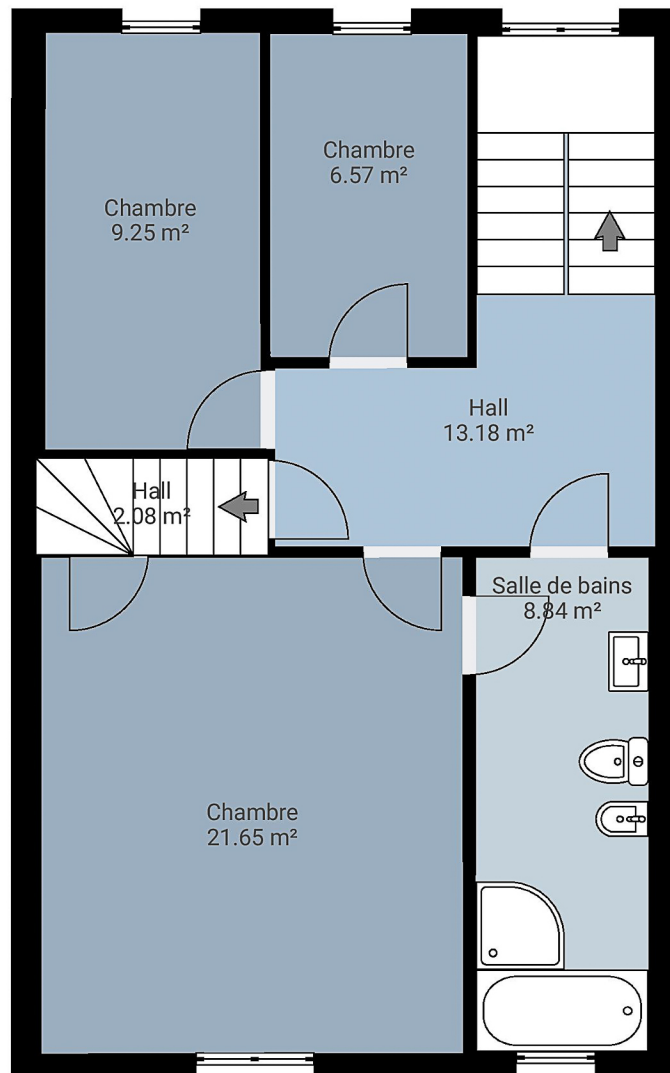 Chambre
6.57 m²
Chambre
9.25 m²
Hall
13.18 m²
Hall
2.08 m²
Salle de bains
8.84 m²
Chambre
21.65 m²